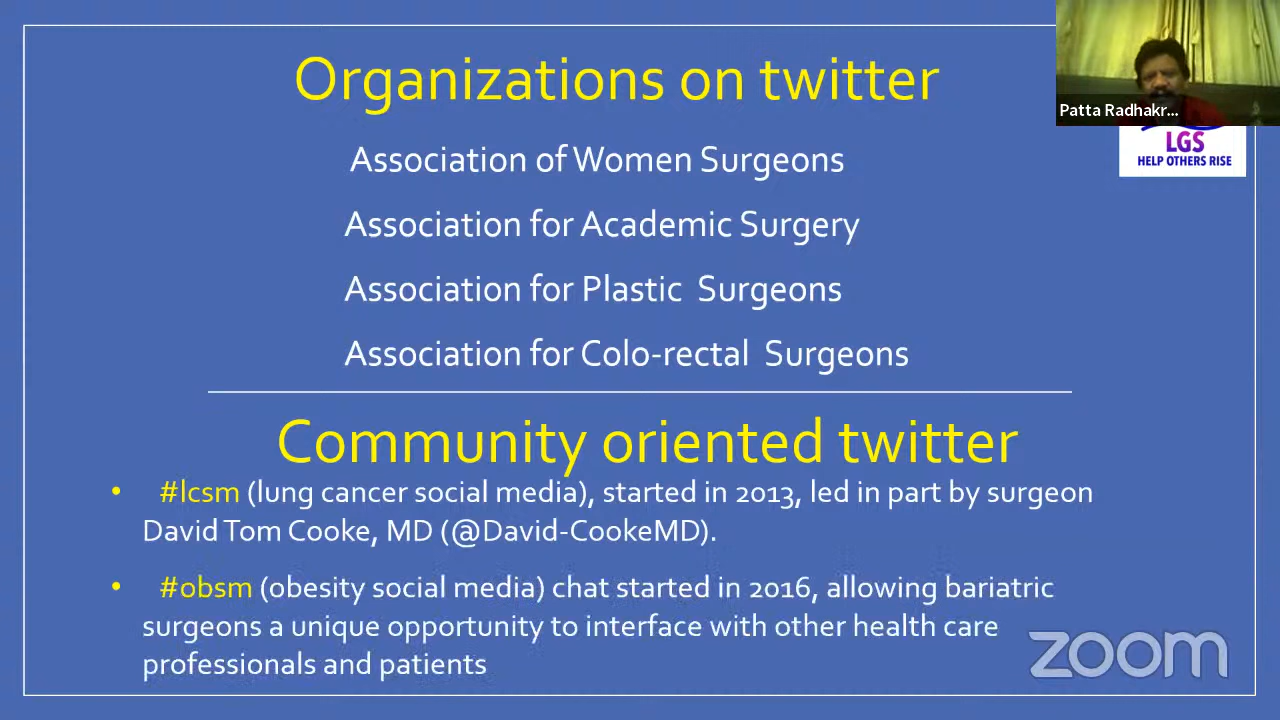 Organizations on twitter
Patta Radhakr...
LGS
HELP OTHERS RISE
Association of Women Surgeons
Association for Academic Surgery
Association for Plastic Surgeons
Association for Colo-rectal Surgeons
Community oriented twitter
• #lcsm (lung cancer social media), started in 2013, led in part by surgeon
David Tom Cooke, MD (@David-CookeMD).
• #obsm (obesity social media) chat started in 2016, allowing bariatric
surgeons a unique opportunity to interface with other health care
professionals and patients
zoom